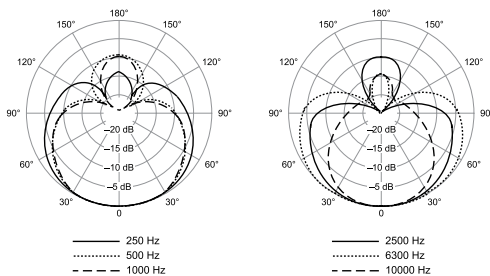 180°
150° 150°
120° 120°
90° 90°
–20 dB
–15 dB
60° 60°
–10 dB
–5 dB
30° 30°
0
250 Hz
500 Hz
1000 Hz
180°
150° 150°
120° 120°
90° 90°
–20 dB
–15 dB
60° 60°
–10 dB
–5 dB
30° 30°
0
2500 Hz
6300 Hz
10000 Hz